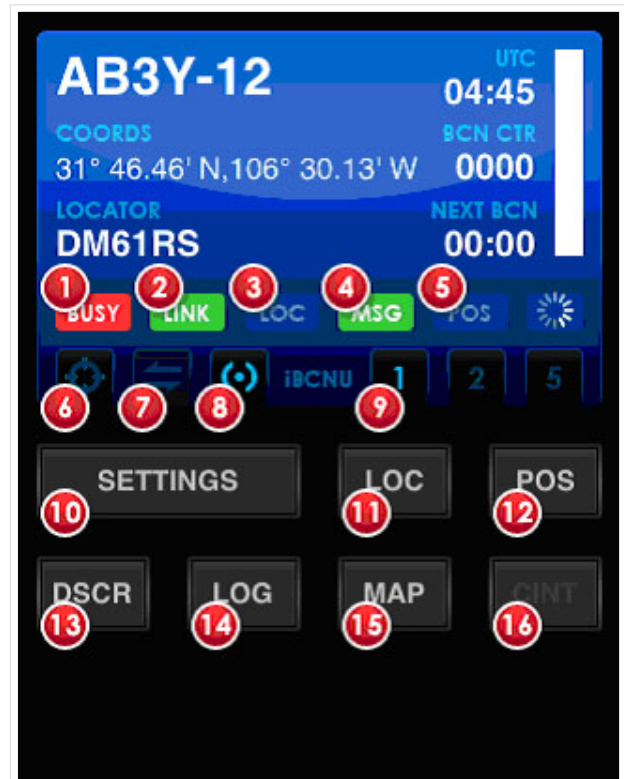 AB3Y-12
UTC
04:45
COORDS
BCN CTR
31° 46.46' N,106° 30.13' W
0000
LOCATOR
NEXT BCN
DM61RS
00:00
1 2 3 4 5
BUSY LINK LOC MSG POS
iBCNU 1 2 5
6 7 8 9
SETTINGS LOC POS
10 11 12
DSCR LOG MAP CINT
13 14 15 16